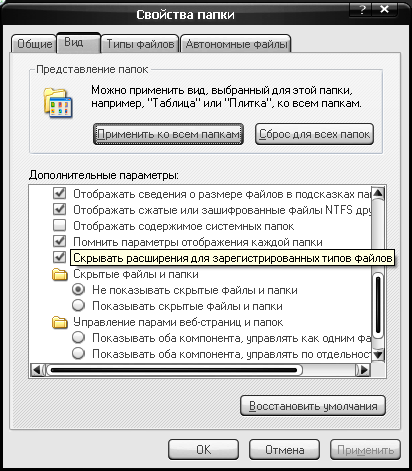 Свойства папки
Общие Вид Типы файлов Автономные файлы
Представление папок
Можно применить вид, выбранный для этой папки,
например, "Таблица" или "Плитка", ко всем папкам.
Применить ко всем папкам Сброс для всех папок
Дополнительные параметры:
Отображать сведения о размере файлов в подсказках пап
Отображать сжатые или зашифрованные файлы NTFS дру
Отображать содержимое системных папок
Помнить параметры отображения каждой папки
Скрывать расширения для зарегистрированных типов файлов
Скрытые файлы и папки
Не показывать скрытые файлы и папки
Показывать скрытые файлы и папки
Управление парами веб-страниц и папок
Показывать оба компонента, управлять как одним фа
Показывать оба компонента, управлять по отдельнос
Восстановить умолчания
OK Отмена Применить